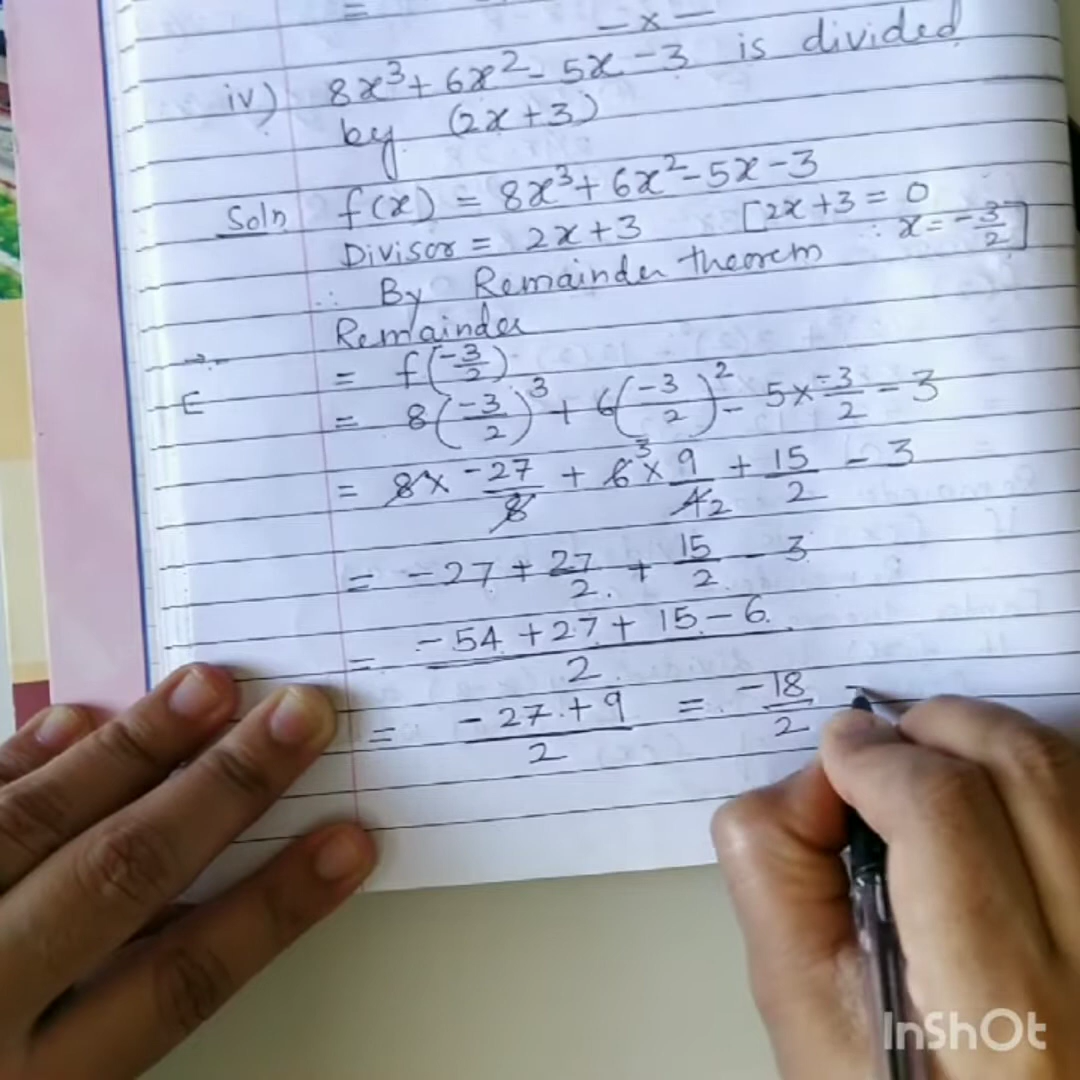 = 
— x —
iv) 8x³ + 6x² - 5x - 3 is divided
by (2x + 3)
Soln f(x) = 8x³ + 6x² - 5x - 3
Divisor = 2x + 3 [2x + 3 = 0
∴ x = -3/2]
∴ By Remainder theorem
Remainder
= f(-3/2)
= 8(-3/2)³ + 6(-3/2)² - 5 x -3/2 - 3
= 8 x -27/8 + 6 3 x 9/4 2 + 15/2 - 3
= -27 + 27/2 + 15/2 - 3
= -54 + 27 + 15 - 6 / 2
= -27 + 9 / 2 = -18/2 =
InShOt